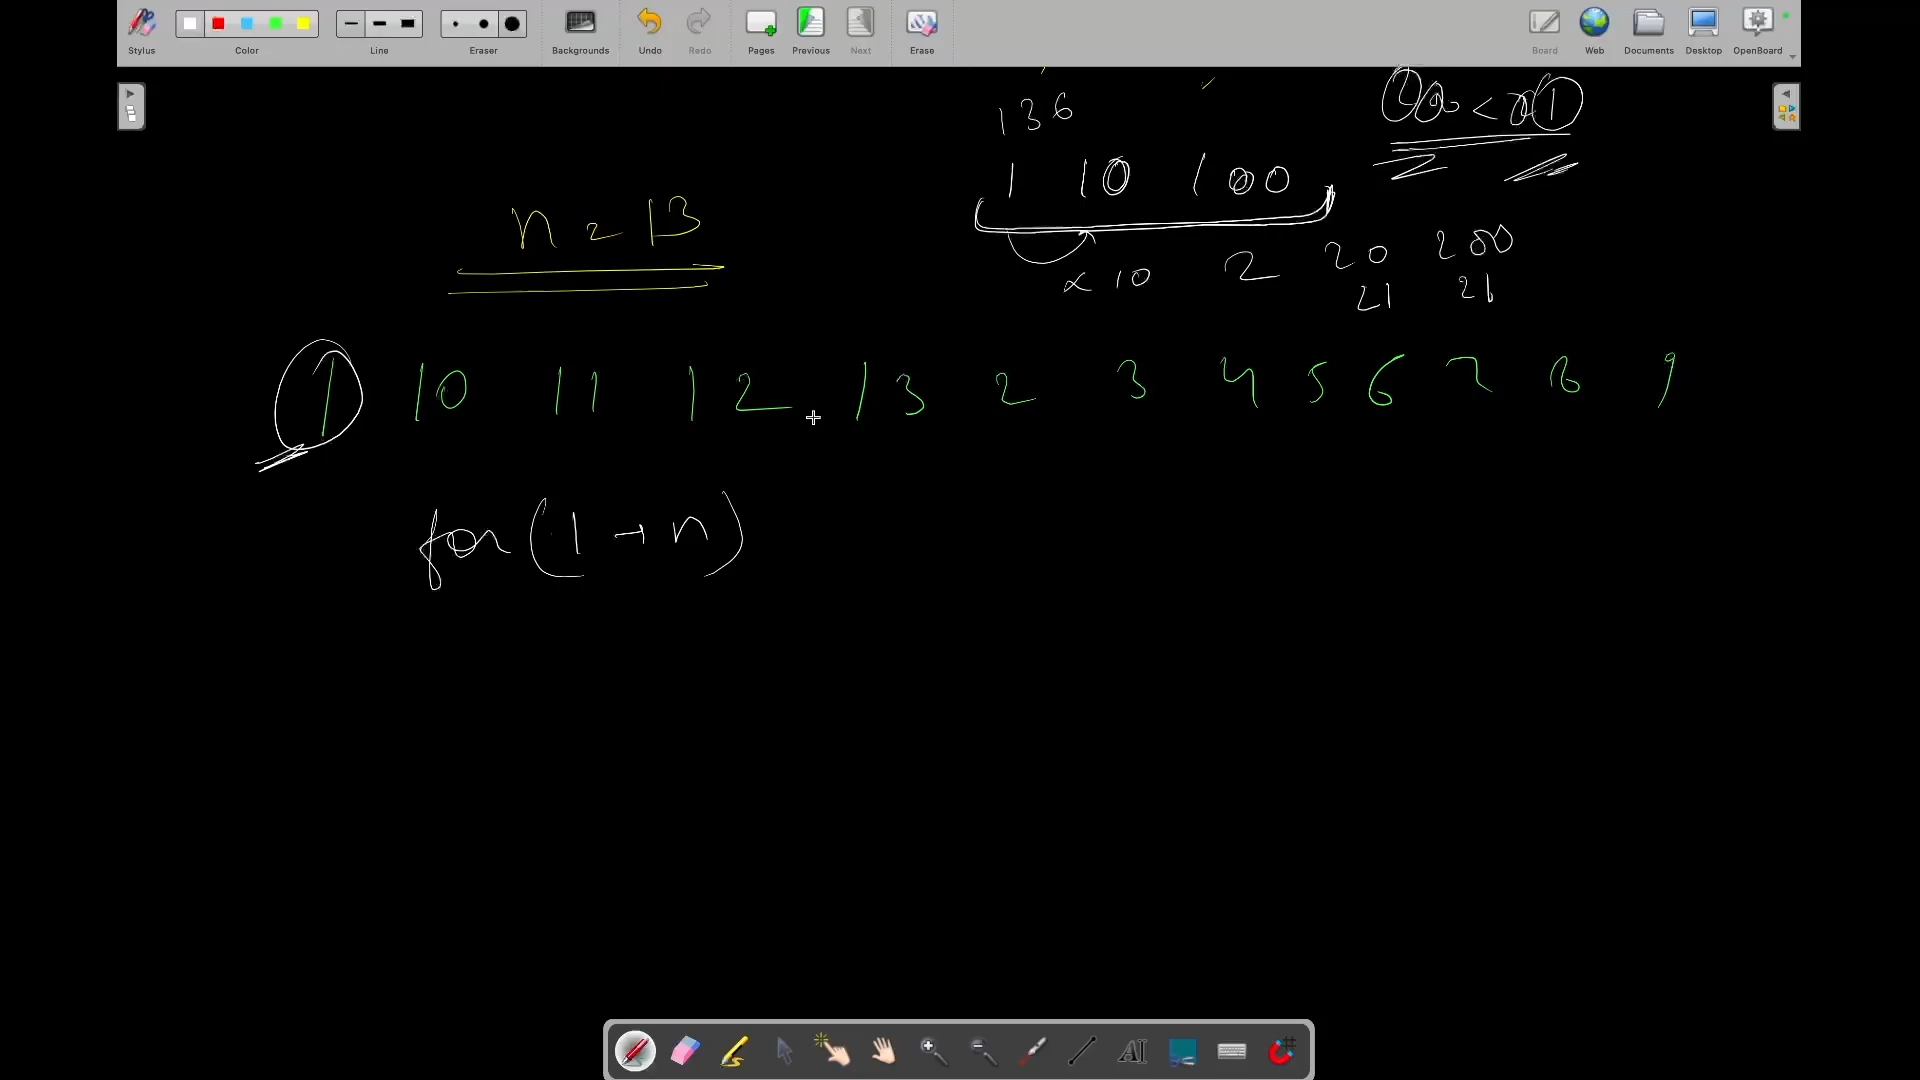 Stylus Color Line Eraser Backgrounds Undo Redo Pages Previous Next Erase Board Web Documents Desktop OpenBoard
136
1 10 100
n = 13
x 10 2 20 200
21 21
1 10 11 12 13 2 3 4 5 6 7 8 9
for (1 → n)
AI